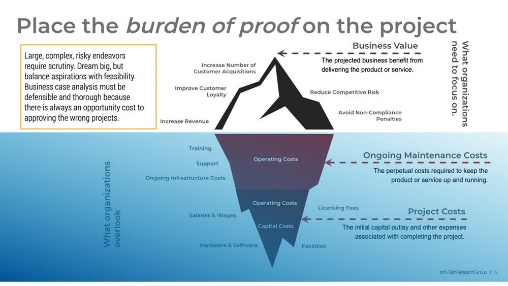 Place the burden of proof on the project
Large, complex, risky endeavors
require scrutiny. Dream big, but
balance aspirations with feasibility.
Business case analysis must be
defensible and thorough because
there is always an opportunity cost to
approving the wrong projects.
Increase Number of
Customer Acquisitions
Improve Customer
Loyalty
Increase Revenue
Business Value
The projected business benefit from
delivering the product or service.
Reduce Competitive Risk
Avoid Non-Compliance
Penalties
What organizations
need to focus on.
Training
Support
Ongoing Infrastructure Costs
Operating Costs
Ongoing Maintenance Costs
The perpetual costs required to keep the
product or service up and running.
What organizations
overlook
Salaries & Wages
Hardware & Software
Operating Costs
Capital Costs
Licensing Fees
Facilities
Project Costs
The initial capital outlay and other expenses
associated with completing the project.
Info-Tech Research Group | 5